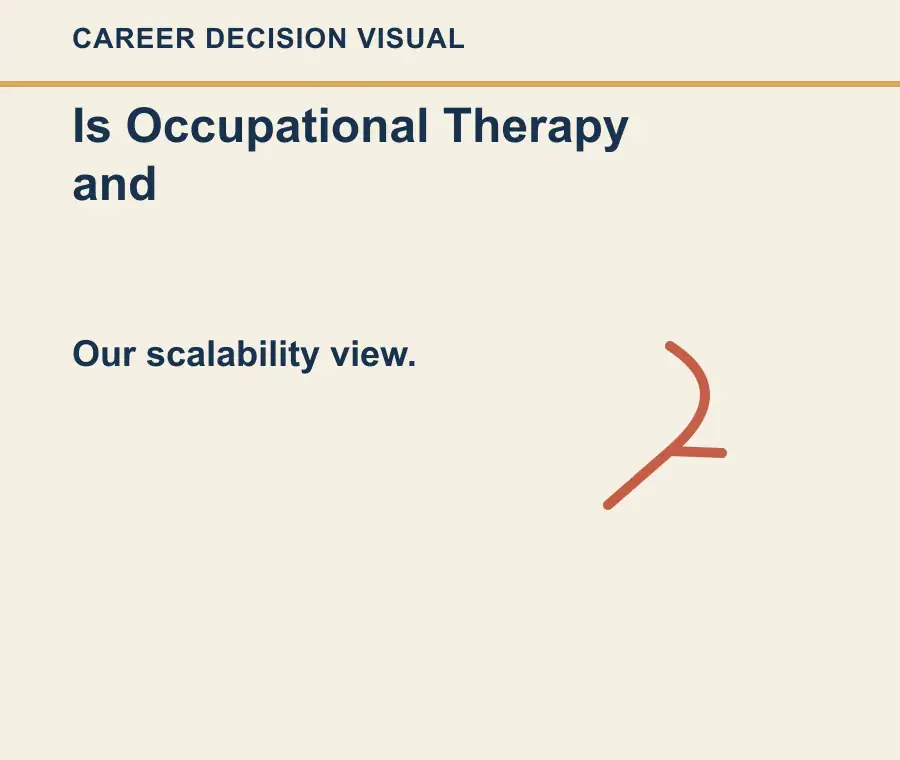 CAREER DECISION VISUAL
Is Occupational Therapy
and
Our scalability view.